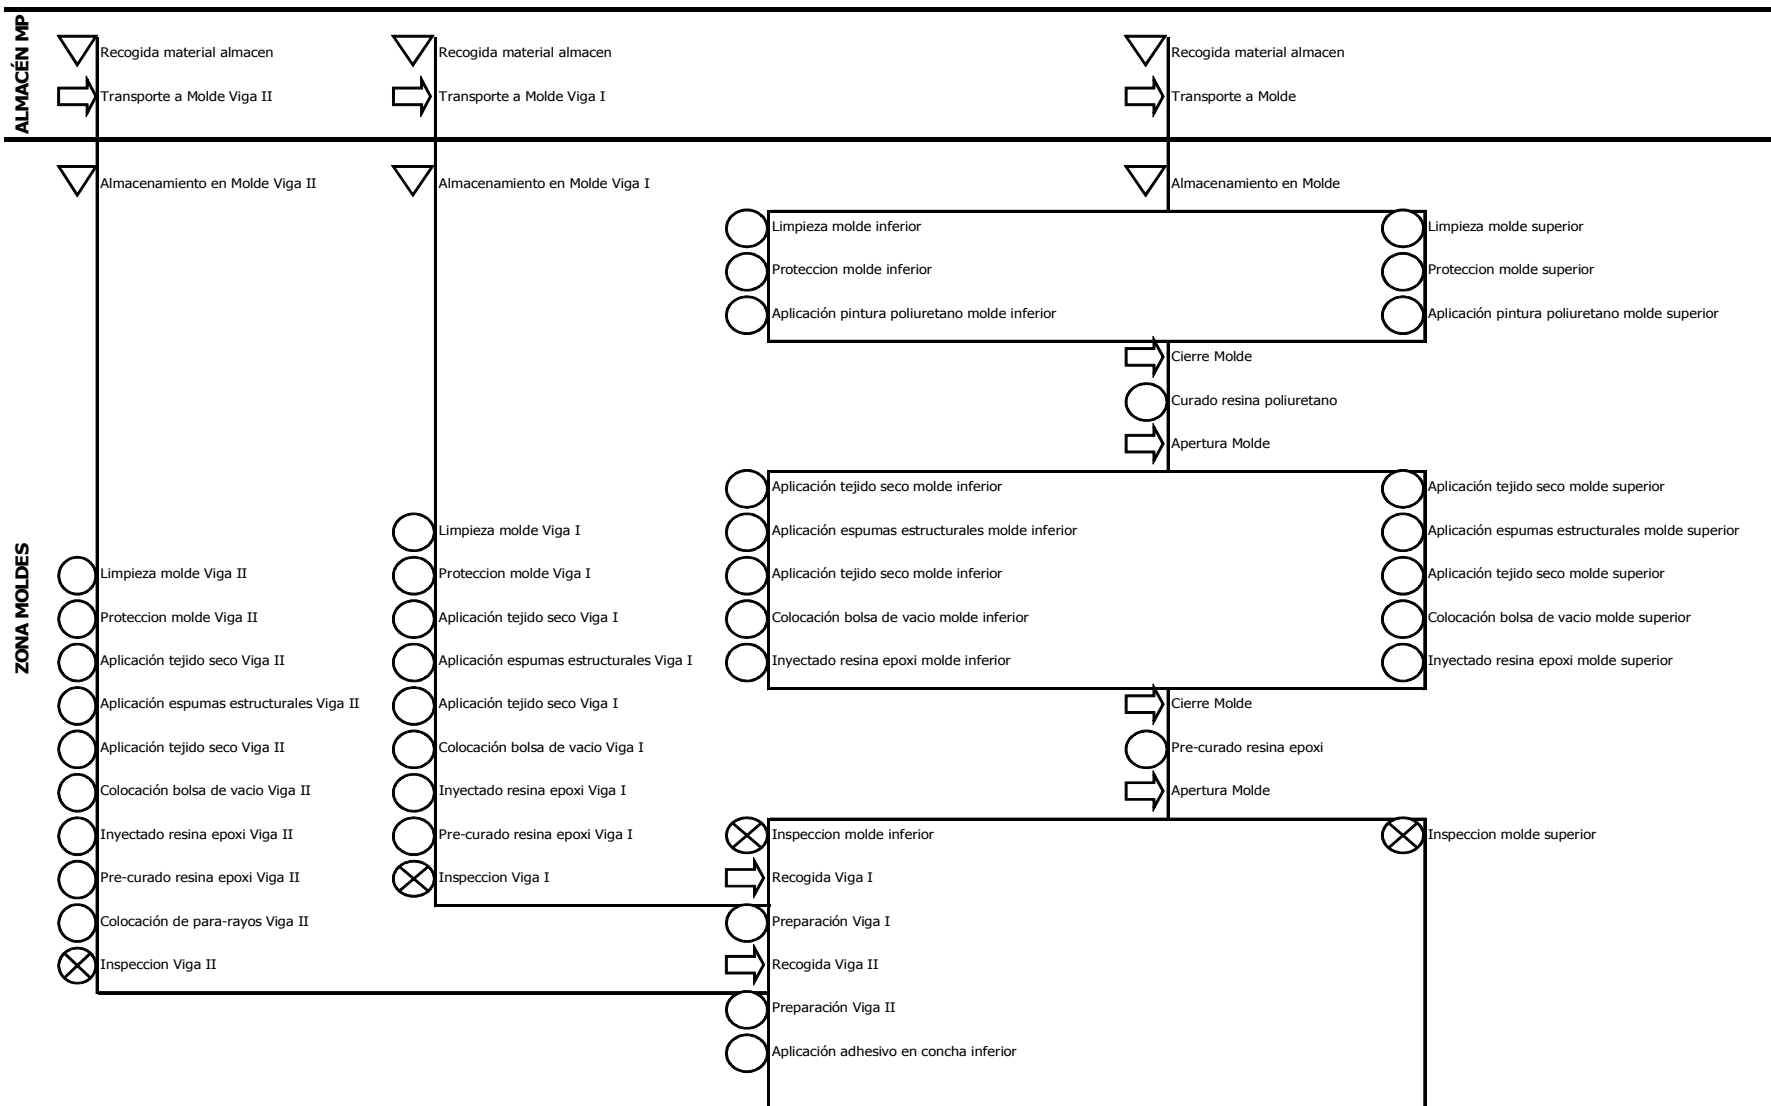 ALMACÉN MP
Recogida material almacen
Recogida material almacen
Recogida material almacen
Transporte a Molde Viga II
Transporte a Molde Viga I
Transporte a Molde
ZONA MOLDES
Almacenamiento en Molde Viga II
Almacenamiento en Molde Viga I
Almacenamiento en Molde
Limpieza molde inferior
Limpieza molde superior
Proteccion molde inferior
Proteccion molde superior
Aplicación pintura poliuretano molde inferior
Aplicación pintura poliuretano molde superior
Cierre Molde
Curado resina poliuretano
Apertura Molde
Aplicación tejido seco molde inferior
Aplicación tejido seco molde superior
Limpieza molde Viga I
Aplicación espumas estructurales molde inferior
Aplicación espumas estructurales molde superior
Limpieza molde Viga II
Proteccion molde Viga I
Aplicación tejido seco molde inferior
Aplicación tejido seco molde superior
Proteccion molde Viga II
Aplicación tejido seco Viga I
Colocación bolsa de vacio molde inferior
Colocación bolsa de vacio molde superior
Aplicación tejido seco Viga II
Aplicación espumas estructurales Viga I
Inyectado resina epoxi molde inferior
Inyectado resina epoxi molde superior
Aplicación espumas estructurales Viga II
Aplicación tejido seco Viga I
Cierre Molde
Aplicación tejido seco Viga II
Colocación bolsa de vacio Viga I
Pre-curado resina epoxi
Colocación bolsa de vacio Viga II
Inyectado resina epoxi Viga I
Apertura Molde
Inyectado resina epoxi Viga II
Pre-curado resina epoxi Viga I
Inspeccion molde inferior
Inspeccion molde superior
Pre-curado resina epoxi Viga II
Inspeccion Viga I
Recogida Viga I
Colocación de para-rayos Viga II
Preparación Viga I
Inspeccion Viga II
Recogida Viga II
Preparación Viga II
Aplicación adhesivo en concha inferior